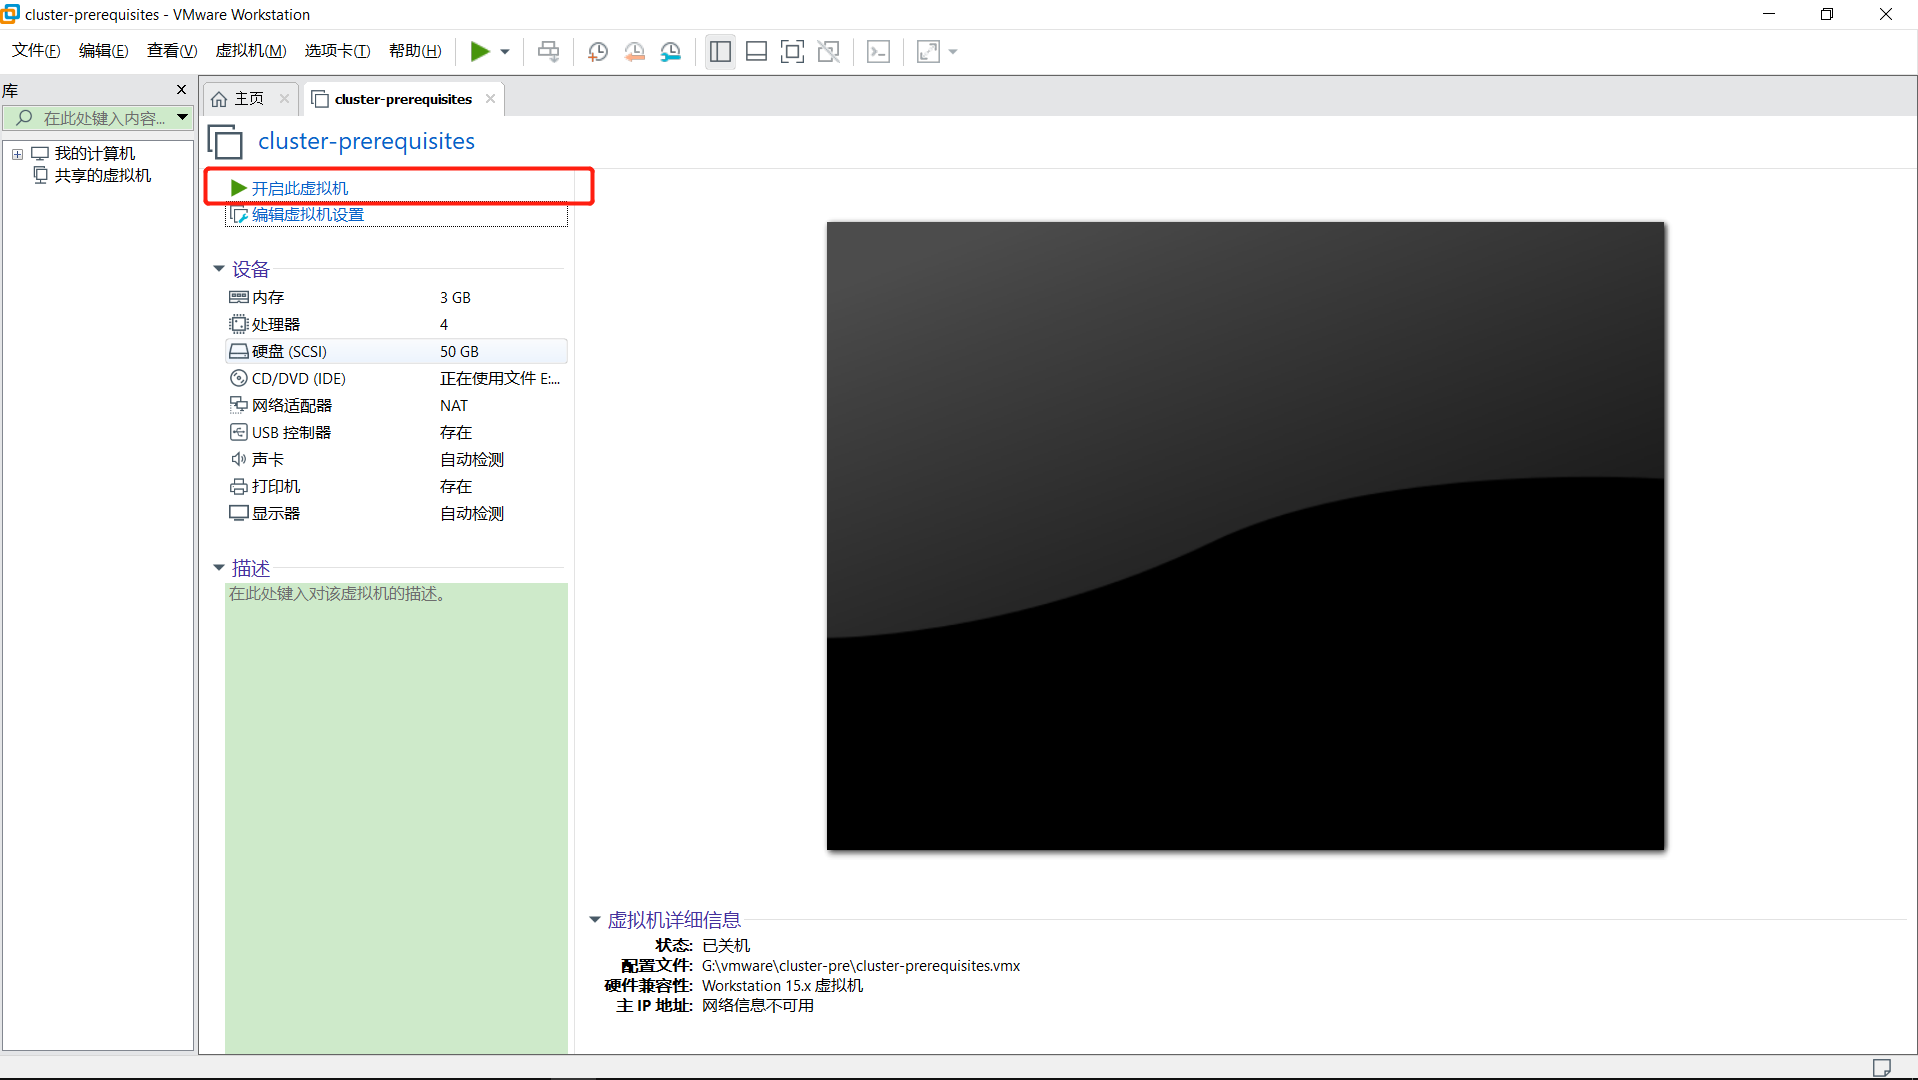 cluster-prerequisites - VMware Workstation
文件(F) 编辑(E) 查看(V) 虚拟机(M) 选项卡(T) 帮助(H)
库
在此处键入内容...
我的计算机
共享的虚拟机
主页
cluster-prerequisites
cluster-prerequisites
开启此虚拟机
编辑虚拟机设置
设备
内存 3 GB
处理器 4
硬盘 (SCSI) 50 GB
CD/DVD (IDE) 正在使用文件 E:...
网络适配器 NAT
USB 控制器 存在
声卡 自动检测
打印机 存在
显示器 自动检测
描述
在此处键入对该虚拟机的描述。
虚拟机详细信息
状态: 已关机
配置文件: G:\vmware\cluster-pre\cluster-prerequisites.vmx
硬件兼容性: Workstation 15.x 虚拟机
主 IP 地址: 网络信息不可用